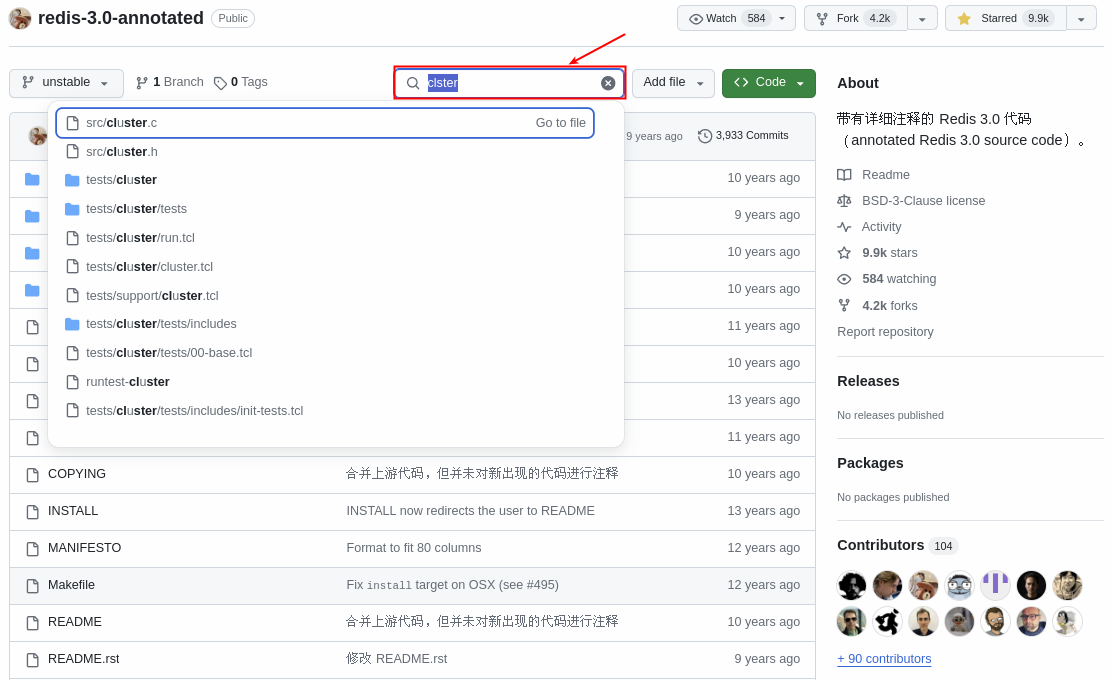 redis-3.0-annotated Public
Watch 584
Fork 4.2k
Starred 9.9k
unstable
1 Branch
0 Tags
clster
Add file
Code
src/cluster.c Go to file
src/cluster.h
tests/cluster
tests/cluster/tests
tests/cluster/run.tcl
tests/cluster/cluster.tcl
tests/support/cluster.tcl
tests/cluster/tests/includes
tests/cluster/tests/00-base.tcl
runtest-cluster
tests/cluster/tests/includes/init-tests.tcl
9 years ago 3,933 Commits
10 years ago
9 years ago
10 years ago
10 years ago
11 years ago
10 years ago
13 years ago
11 years ago
COPYING 合并上游代码，但并未对新出现的代码进行注释 10 years ago
INSTALL INSTALL now redirects the user to README 13 years ago
MANIFESTO Format to fit 80 columns 12 years ago
Makefile Fix install target on OSX (see #495) 12 years ago
README 合并上游代码，但并未对新出现的代码进行注释 10 years ago
README.rst 修改 README.rst 9 years ago
About
带有详细注释的 Redis 3.0 代码
（annotated Redis 3.0 source code）。
Readme
BSD-3-Clause license
Activity
9.9k stars
584 watching
4.2k forks
Report repository
Releases
No releases published
Packages
No packages published
Contributors 104
+ 90 contributors